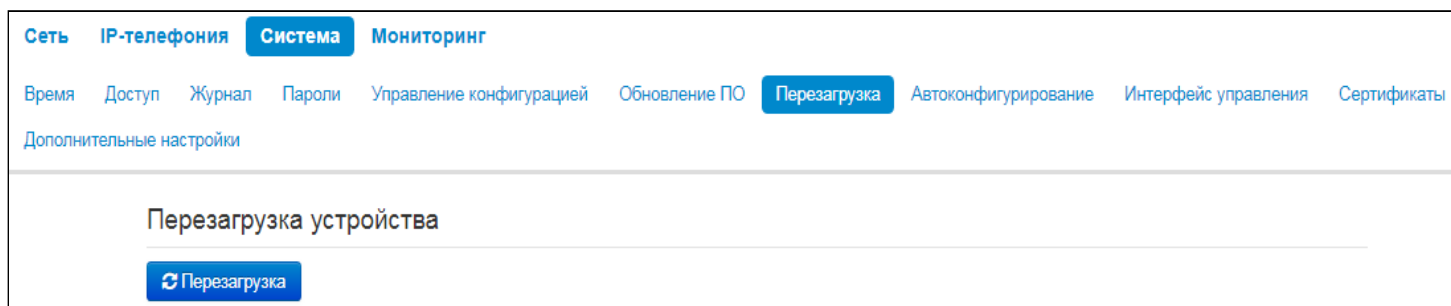 Сеть IP-телефония Система Мониторинг
Время Доступ Журнал Пароли Управление конфигурацией Обновление ПО Перезагрузка Автоконфигурирование Интерфейс управления Сертификаты
Дополнительные настройки
Перезагрузка устройства
Перезагрузка